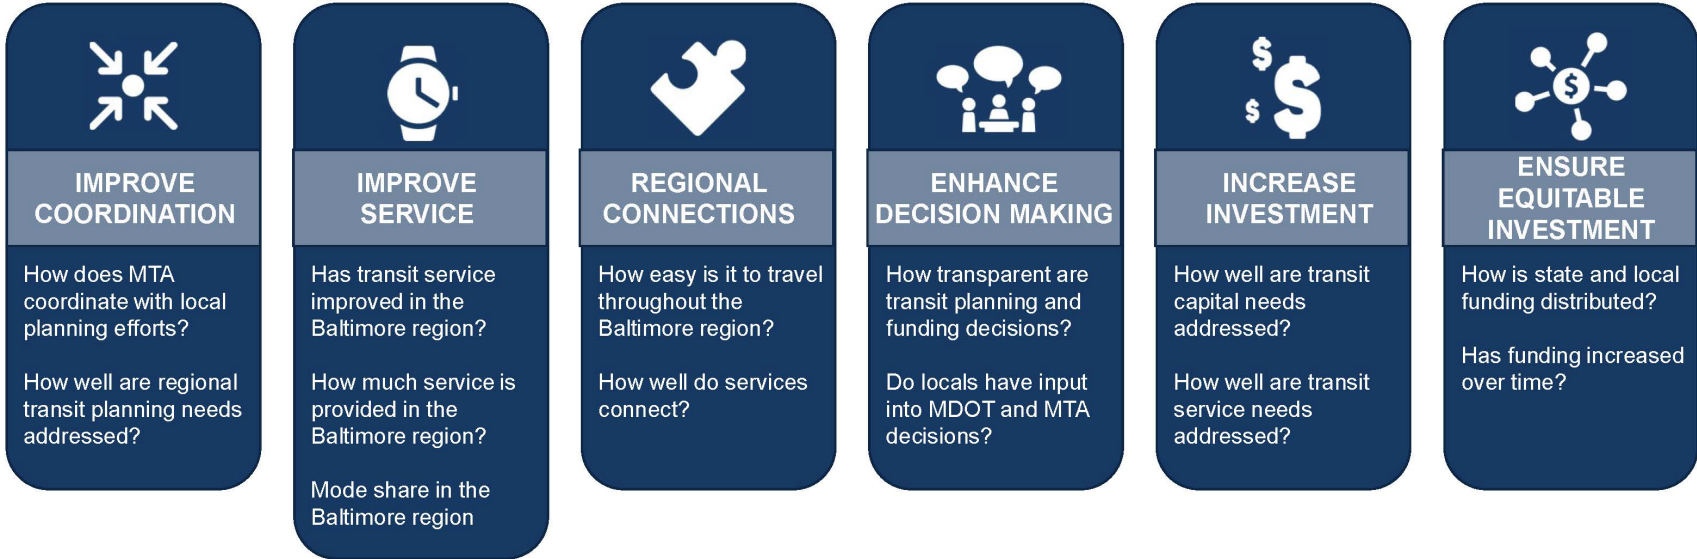 IMPROVE
COORDINATION
How does MTA
coordinate with local
planning efforts?
How well are regional
transit planning needs
addressed?
IMPROVE
SERVICE
Has transit service
improved in the
Baltimore region?
How much service is
provided in the
Baltimore region?
Mode share in the
Baltimore region
REGIONAL
CONNECTIONS
How easy is it to travel
throughout the
Baltimore region?
How well do services
connect?
ENHANCE
DECISION MAKING
How transparent are
transit planning and
funding decisions?
Do locals have input
into MDOT and MTA
decisions?
$
$
$
INCREASE
INVESTMENT
How well are transit
capital needs
addressed?
How well are transit
service needs
addressed?
$
ENSURE
EQUITABLE
INVESTMENT
How is state and local
funding distributed?
Has funding increased
over time?